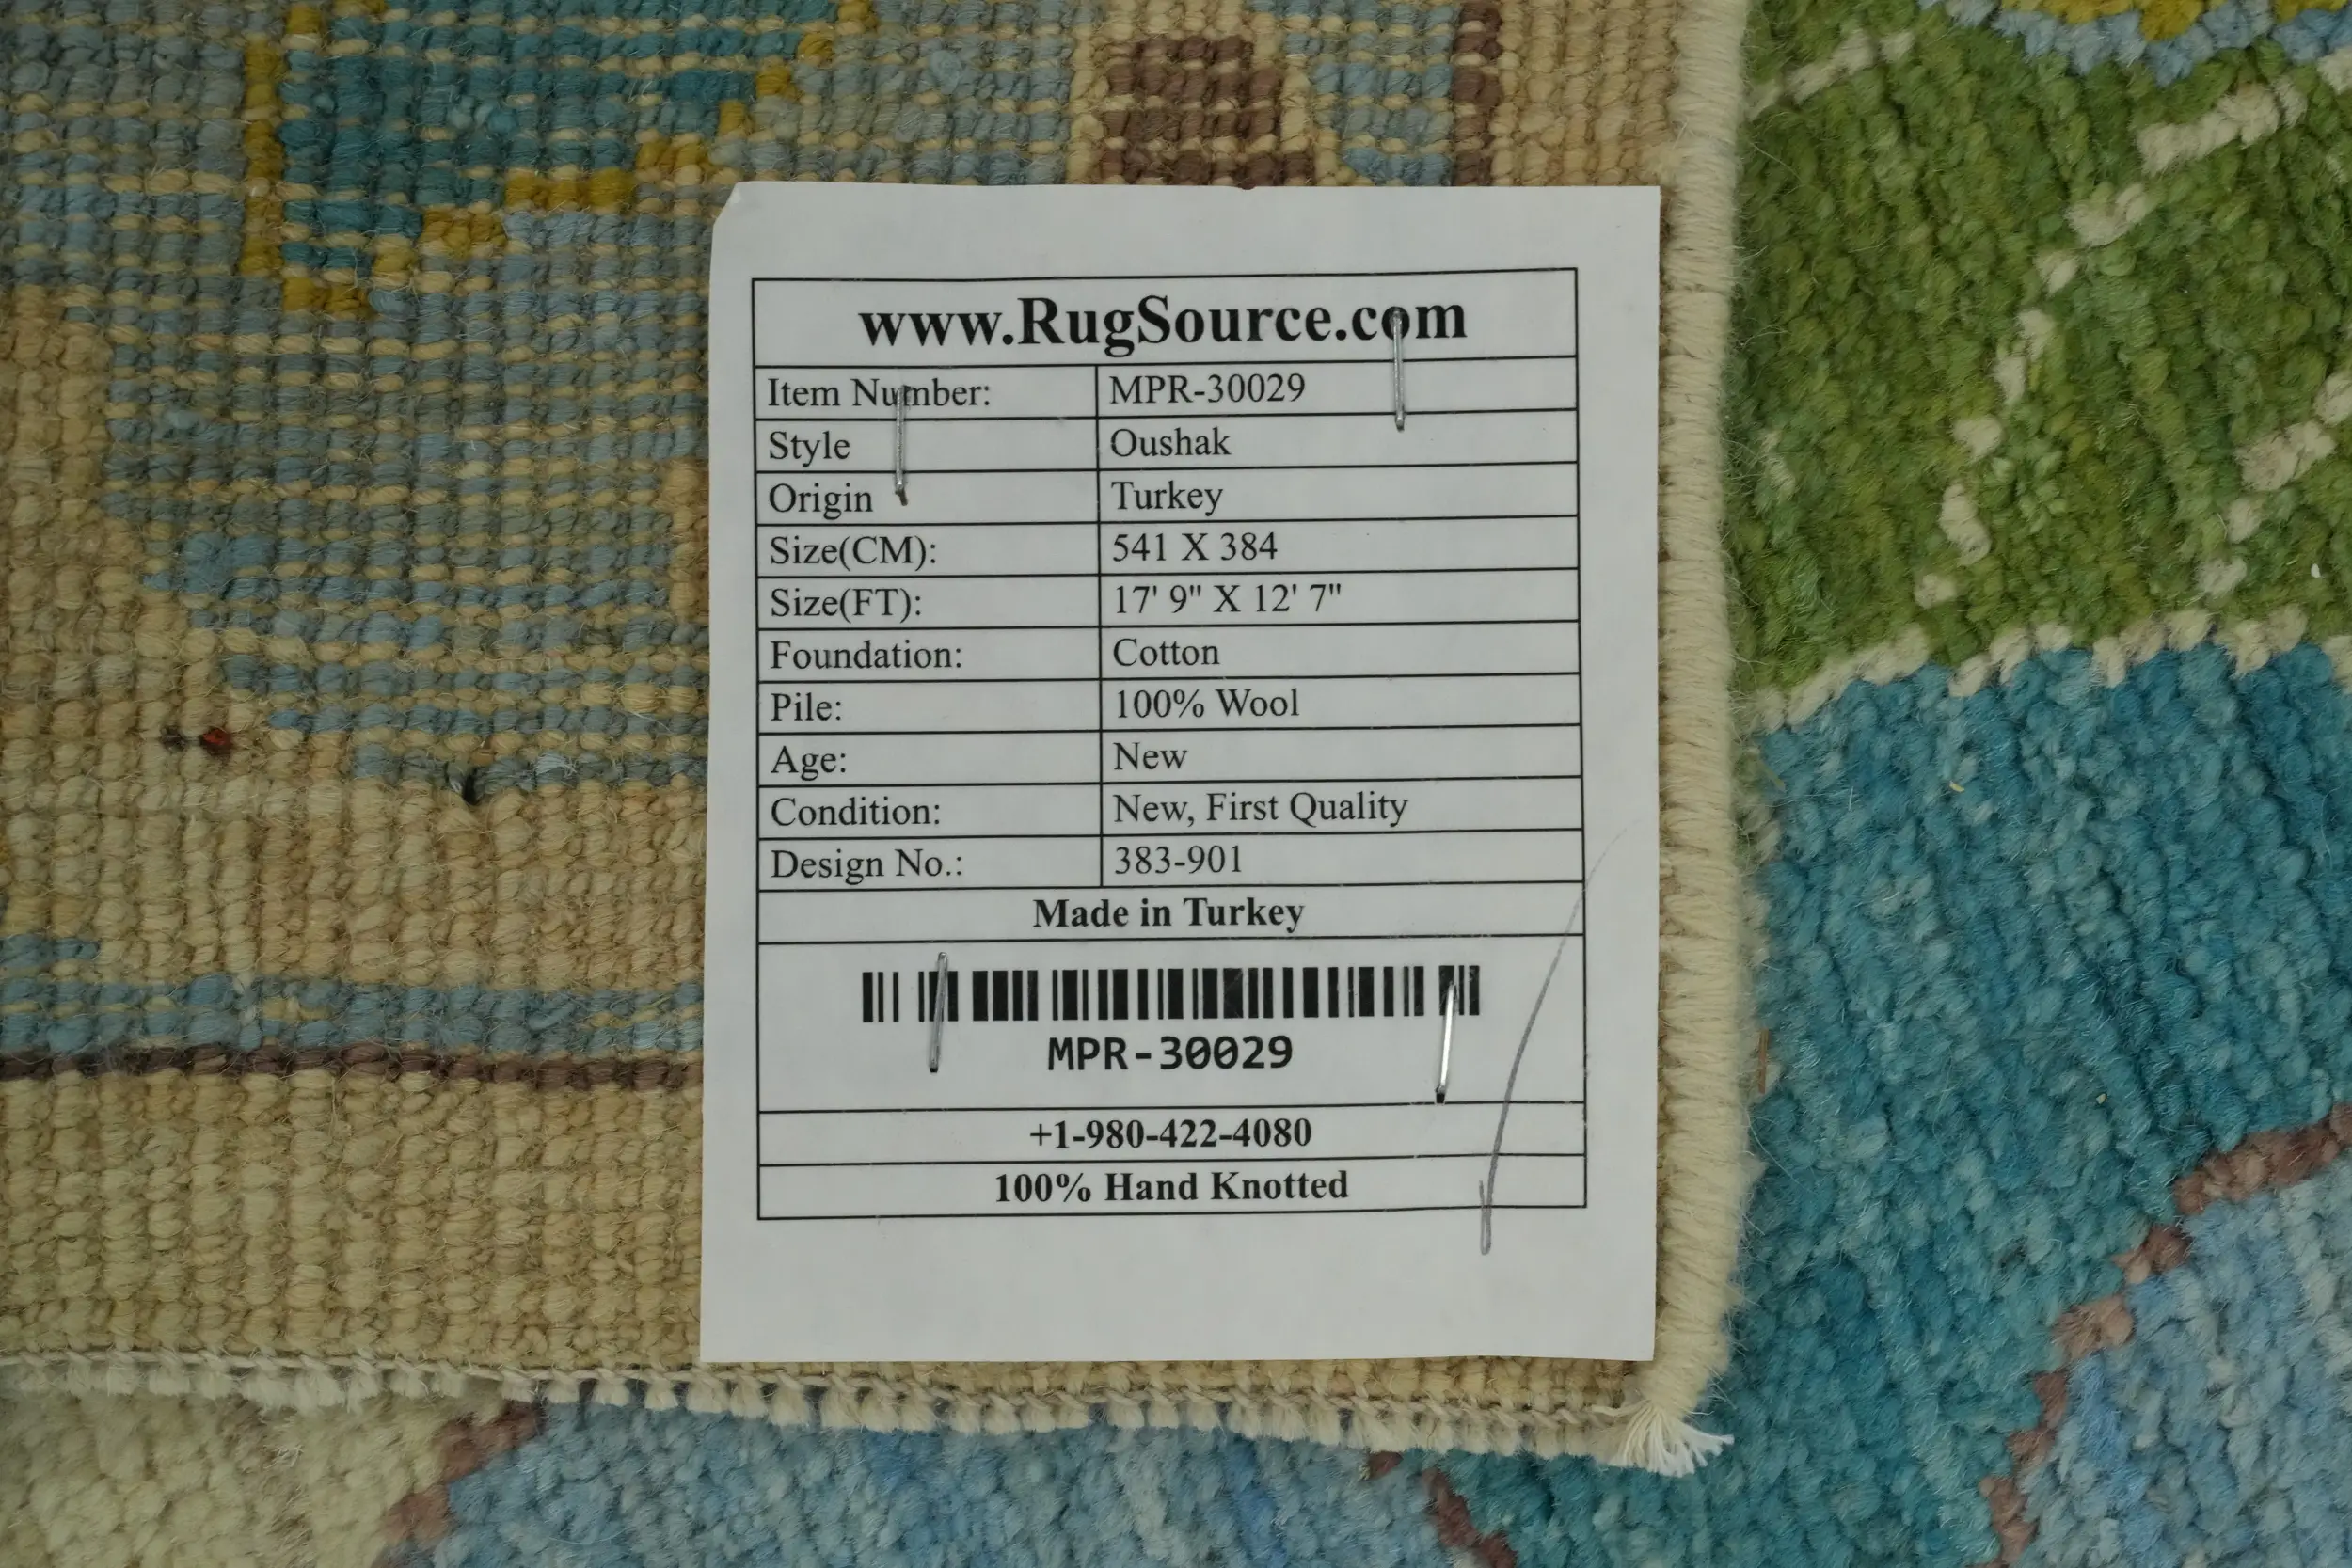 www.RugSource.com
Item Number: MPR-30029
Style Oushak
Origin Turkey
Size(CM): 541 X 384
Size(FT): 17' 9" X 12' 7"
Foundation: Cotton
Pile: 100% Wool
Age: New
Condition: New, First Quality
Design No.: 383-901
Made in Turkey
MPR-30029
+1-980-422-4080
100% Hand Knotted